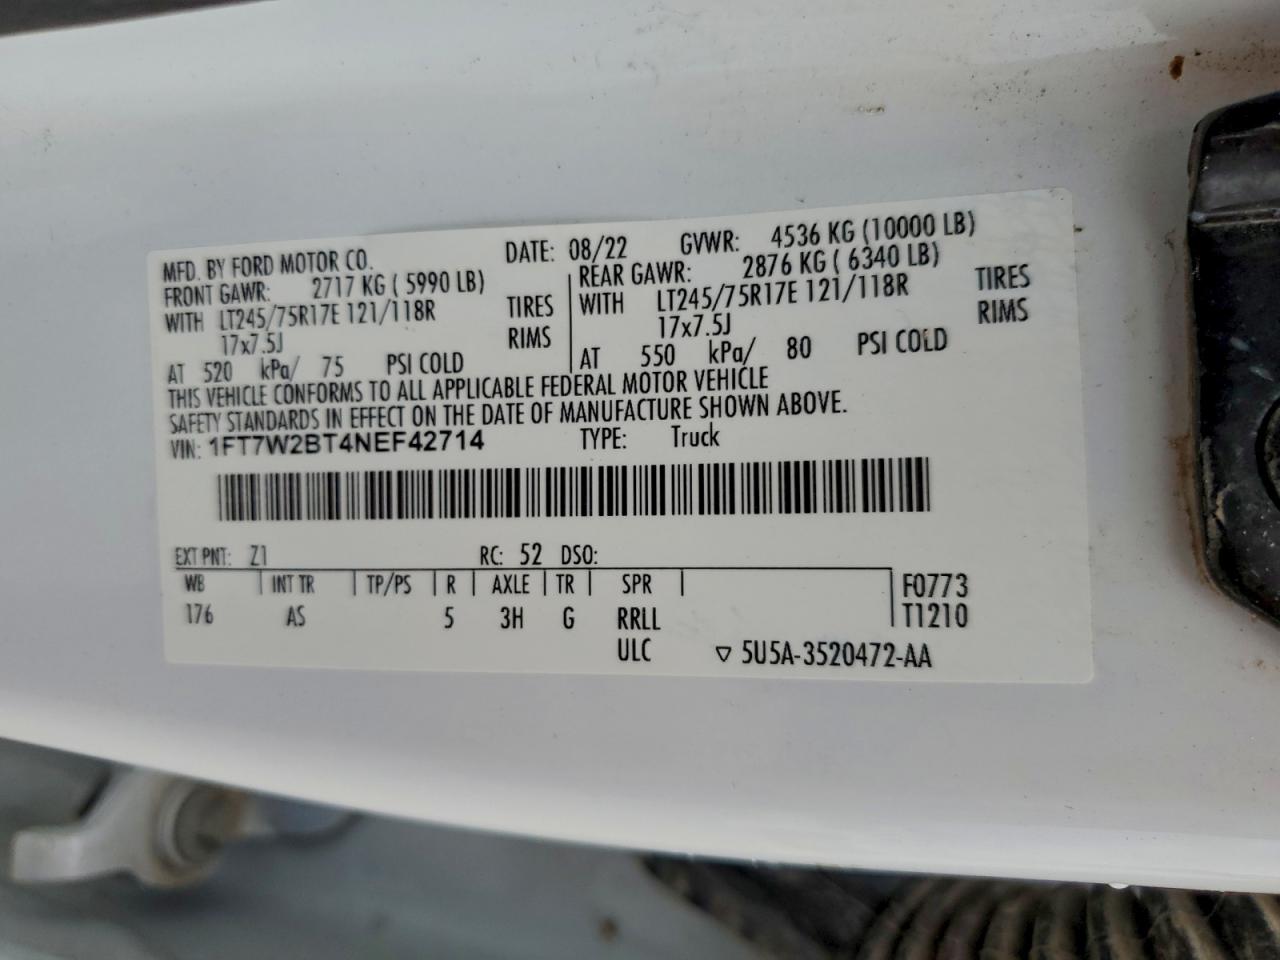 MFD. BY FORD MOTOR CO. DATE: 08/22 GVWR: 4536 KG (10000 LB)
FRONT GAWR: 2717 KG ( 5990 LB) REAR GAWR: 2876 KG ( 6340 LB)
WITH LT245/75R17E 121/118R TIRES WITH LT245/75R17E 121/118R TIRES
17x7.5J RIMS 17x7.5J RIMS
AT 520 kPa/ 75 PSI COLD AT 550 kPa/ 80 PSI COLD
THIS VEHICLE CONFORMS TO ALL APPLICABLE FEDERAL MOTOR VEHICLE
SAFETY STANDARDS IN EFFECT ON THE DATE OF MANUFACTURE SHOWN ABOVE.
VIN: 1FT7W2BT4NEF42714 TYPE: Truck
EXT PNT: Z1 RC: 52 DSO:
WB INT TR TP/PS R AXLE TR SPR F0773
176 AS 5 3H G RRLL T1210
ULC ▽ 5U5A-3520472-AA